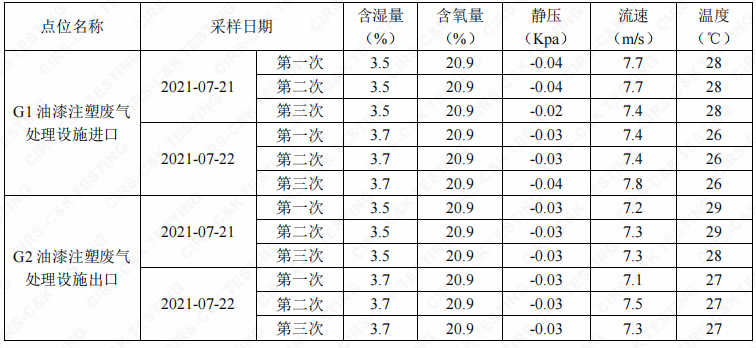 点位名称 采样日期 含湿量（%） 含氧量（%） 静压（Kpa） 流速（m/s） 温度（℃）
G1 油漆注塑废气处理设施进口 2021-07-21 第一次 3.5 20.9 -0.04 7.7 28
第二次 3.5 20.9 -0.04 7.7 28
第三次 3.5 20.9 -0.02 7.4 28
2021-07-22 第一次 3.7 20.9 -0.03 7.4 26
第二次 3.7 20.9 -0.03 7.4 26
第三次 3.7 20.9 -0.04 7.8 26
G2 油漆注塑废气处理设施出口 2021-07-21 第一次 3.5 20.9 -0.03 7.2 29
第二次 3.5 20.9 -0.03 7.3 29
第三次 3.5 20.9 -0.03 7.3 28
2021-07-22 第一次 3.7 20.9 -0.03 7.1 27
第二次 3.7 20.9 -0.03 7.5 27
第三次 3.7 20.9 -0.03 7.3 27
CIRS-C&K TESTING